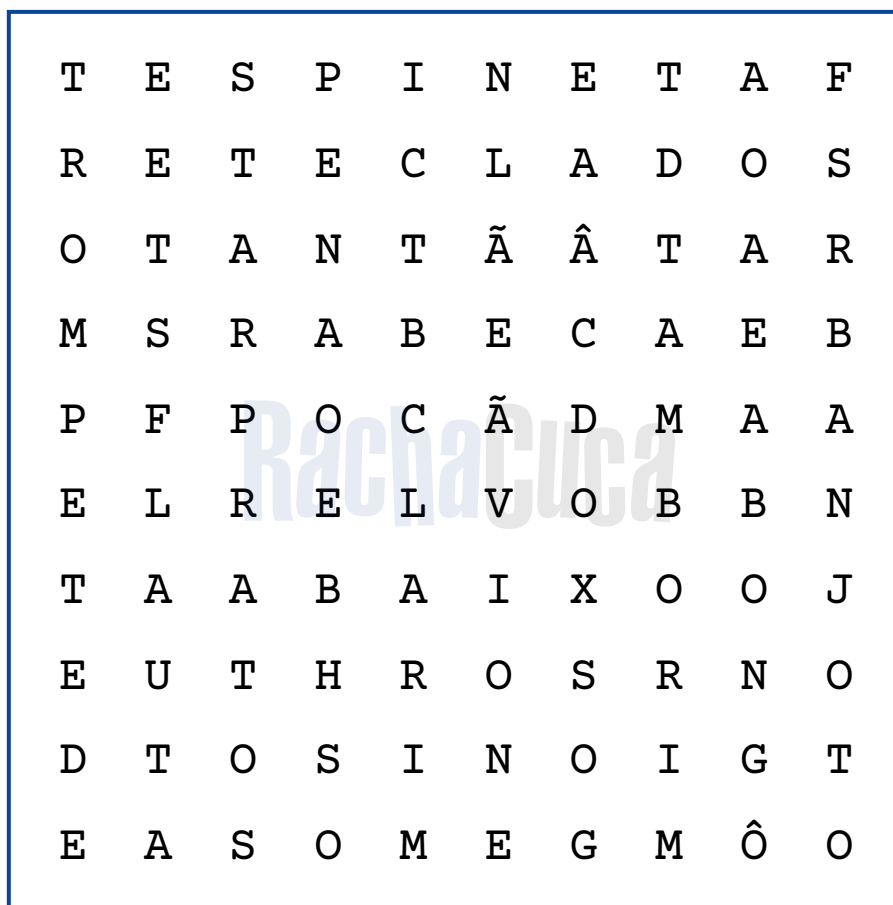 T E S P I N E T A F
R E T E C L A D O S
O T A N T Ã Â T A R
M S R A B E C A E B
P F P O C Ã D M A A
E L R E L V O B B N
T A A B A I X O O J
E U T H R O S R N O
D T O S I N O I G T
E A S O M E G M Ô O
RachaCuca